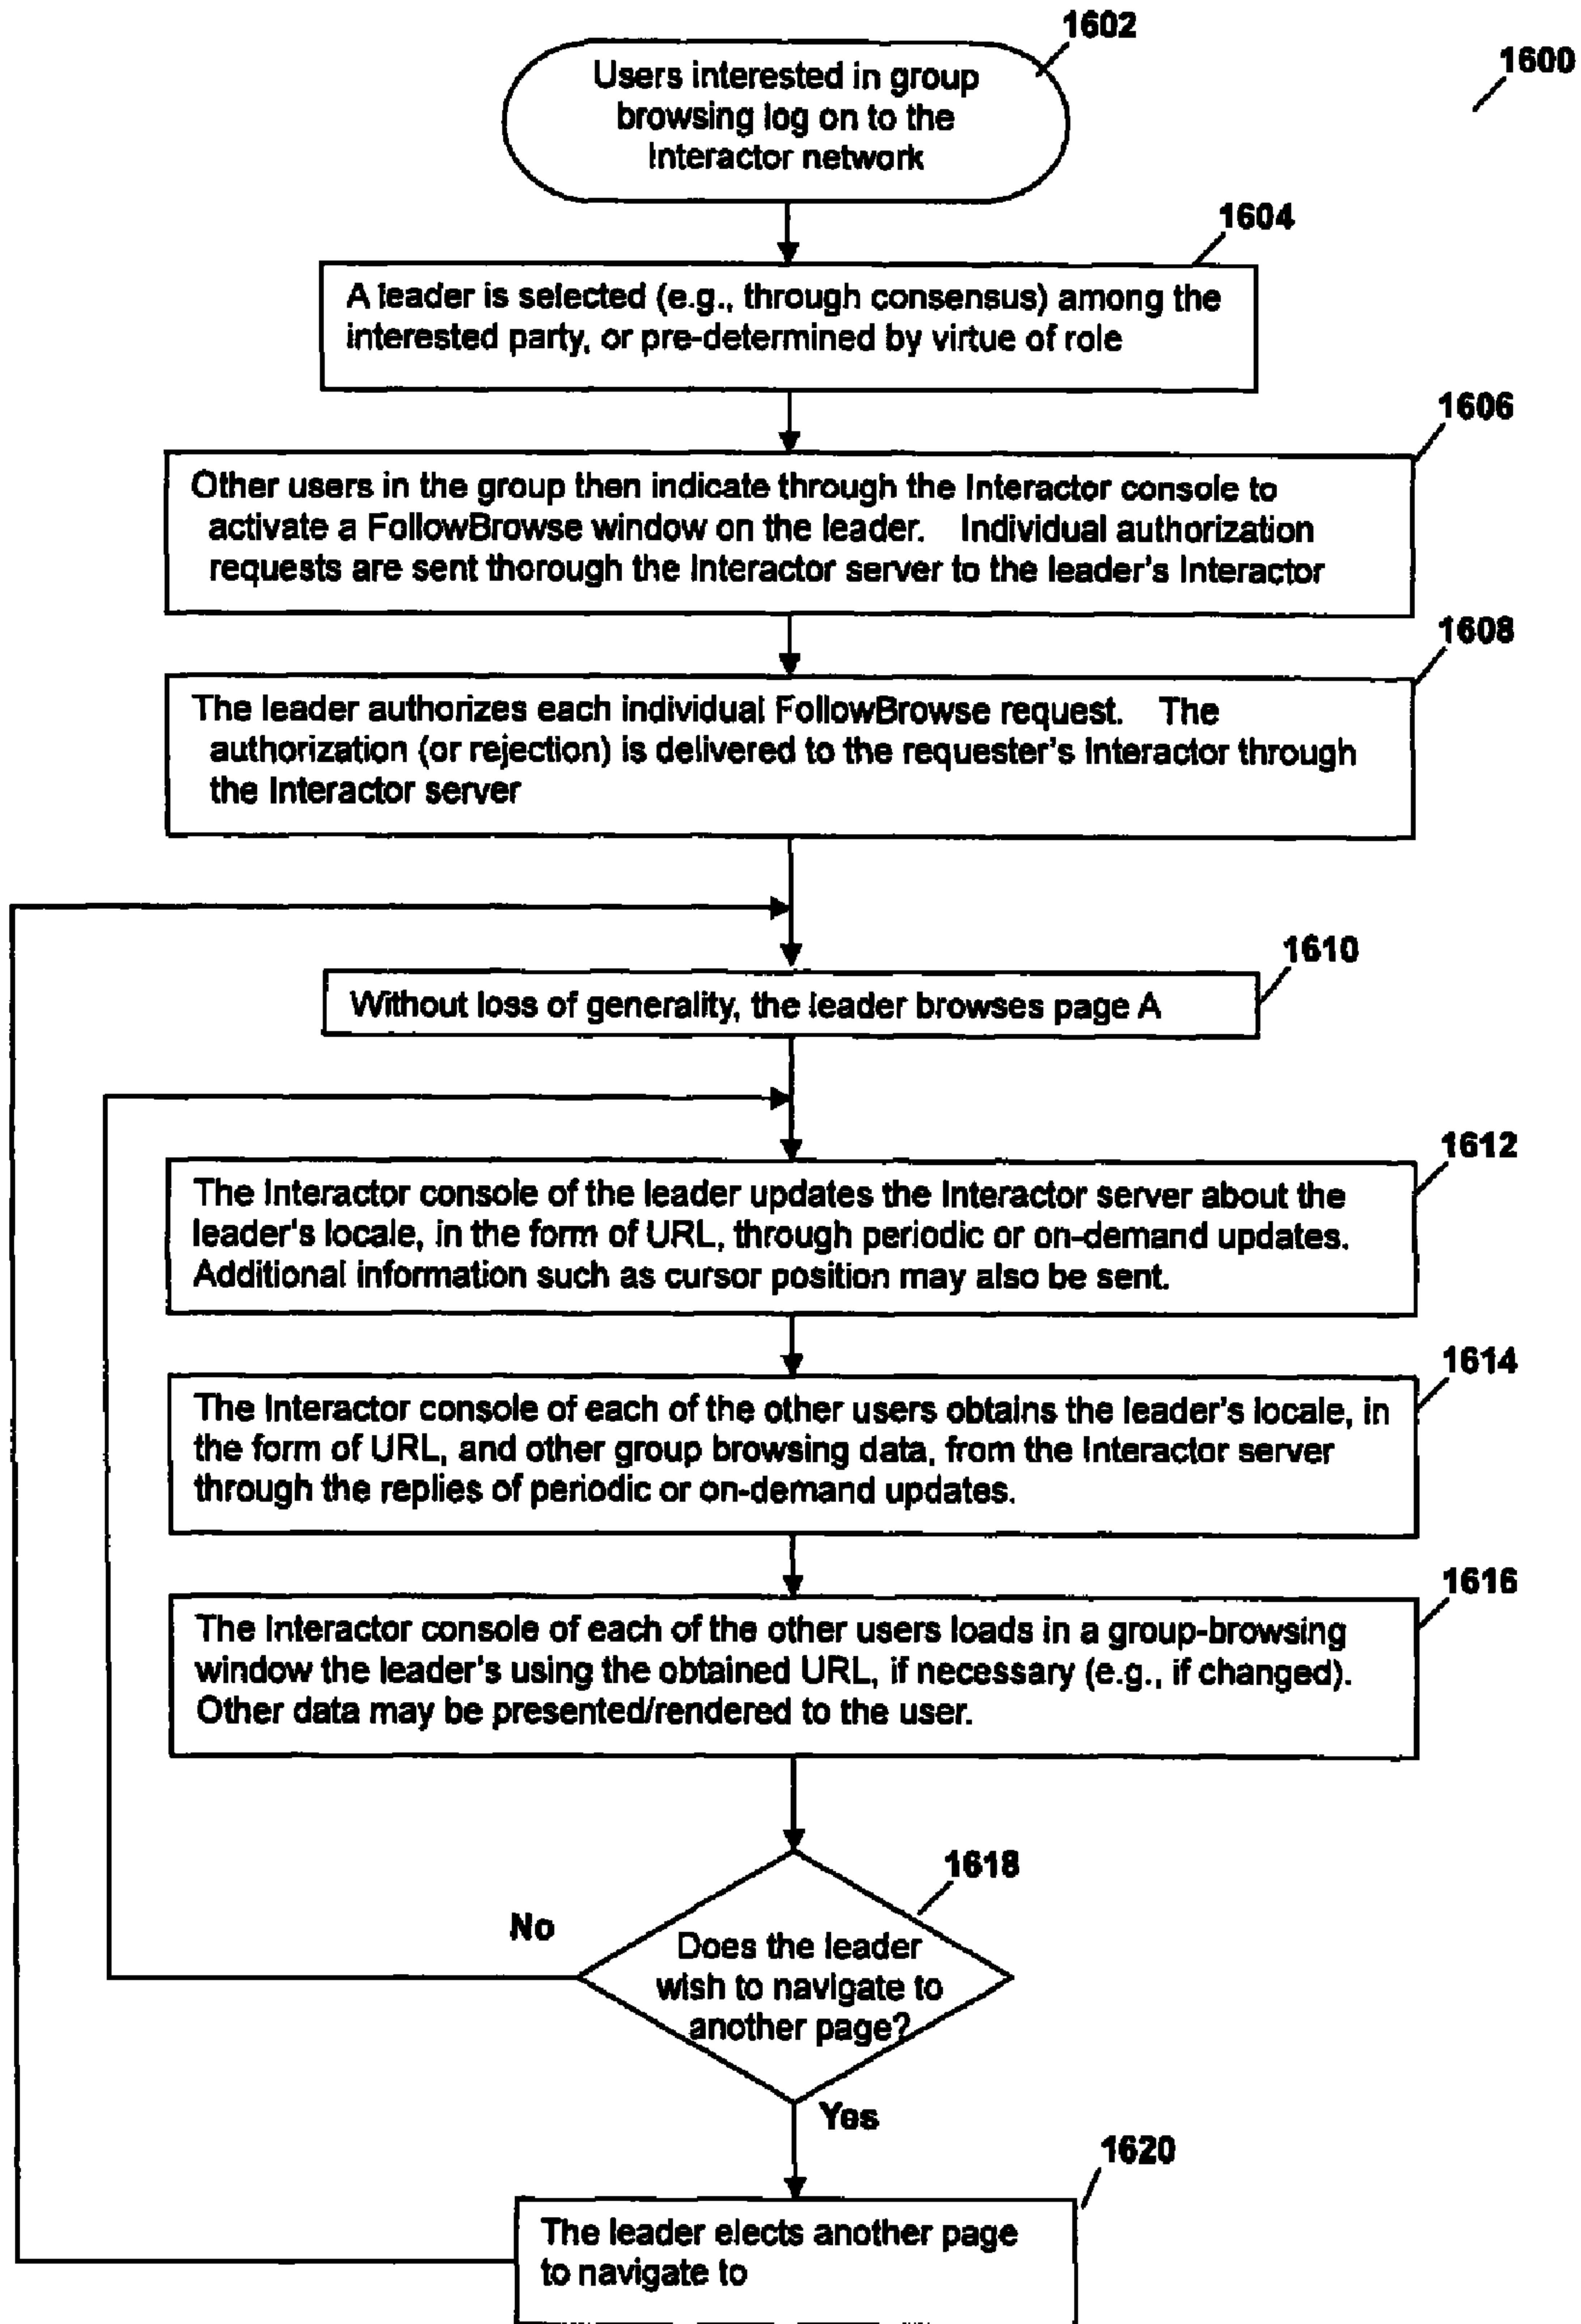 1602
1600
Users interested in group
browsing log on to the
Interactor network
1604
A leader is selected (e.g., through consensus) among the
interested party, or pre-determined by virtue of role
1606
Other users in the group then indicate through the Interactor console to
activate a FollowBrowse window on the leader. Individual authorization
requests are sent thorough the Interactor server to the leader's Interactor
1608
The leader authorizes each individual FollowBrowse request. The
authorization (or rejection) is delivered to the requester's Interactor through
the Interactor server
1610
Without loss of generality, the leader browses page A
1612
The Interactor console of the leader updates the Interactor server about the
leader's locale, in the form of URL, through periodic or on-demand updates.
Additional information such as cursor position may also be sent.
1614
The Interactor console of each of the other users obtains the leader's locale, in
the form of URL, and other group browsing data, from the Interactor server
through the replies of periodic or on-demand updates.
1616
The Interactor console of each of the other users loads in a group-browsing
window the leader's using the obtained URL, if necessary (e.g., if changed).
Other data may be presented/rendered to the user.
1618
No
Does the leader
wish to navigate to
another page?
Yes
1620
The leader elects another page
to navigate to